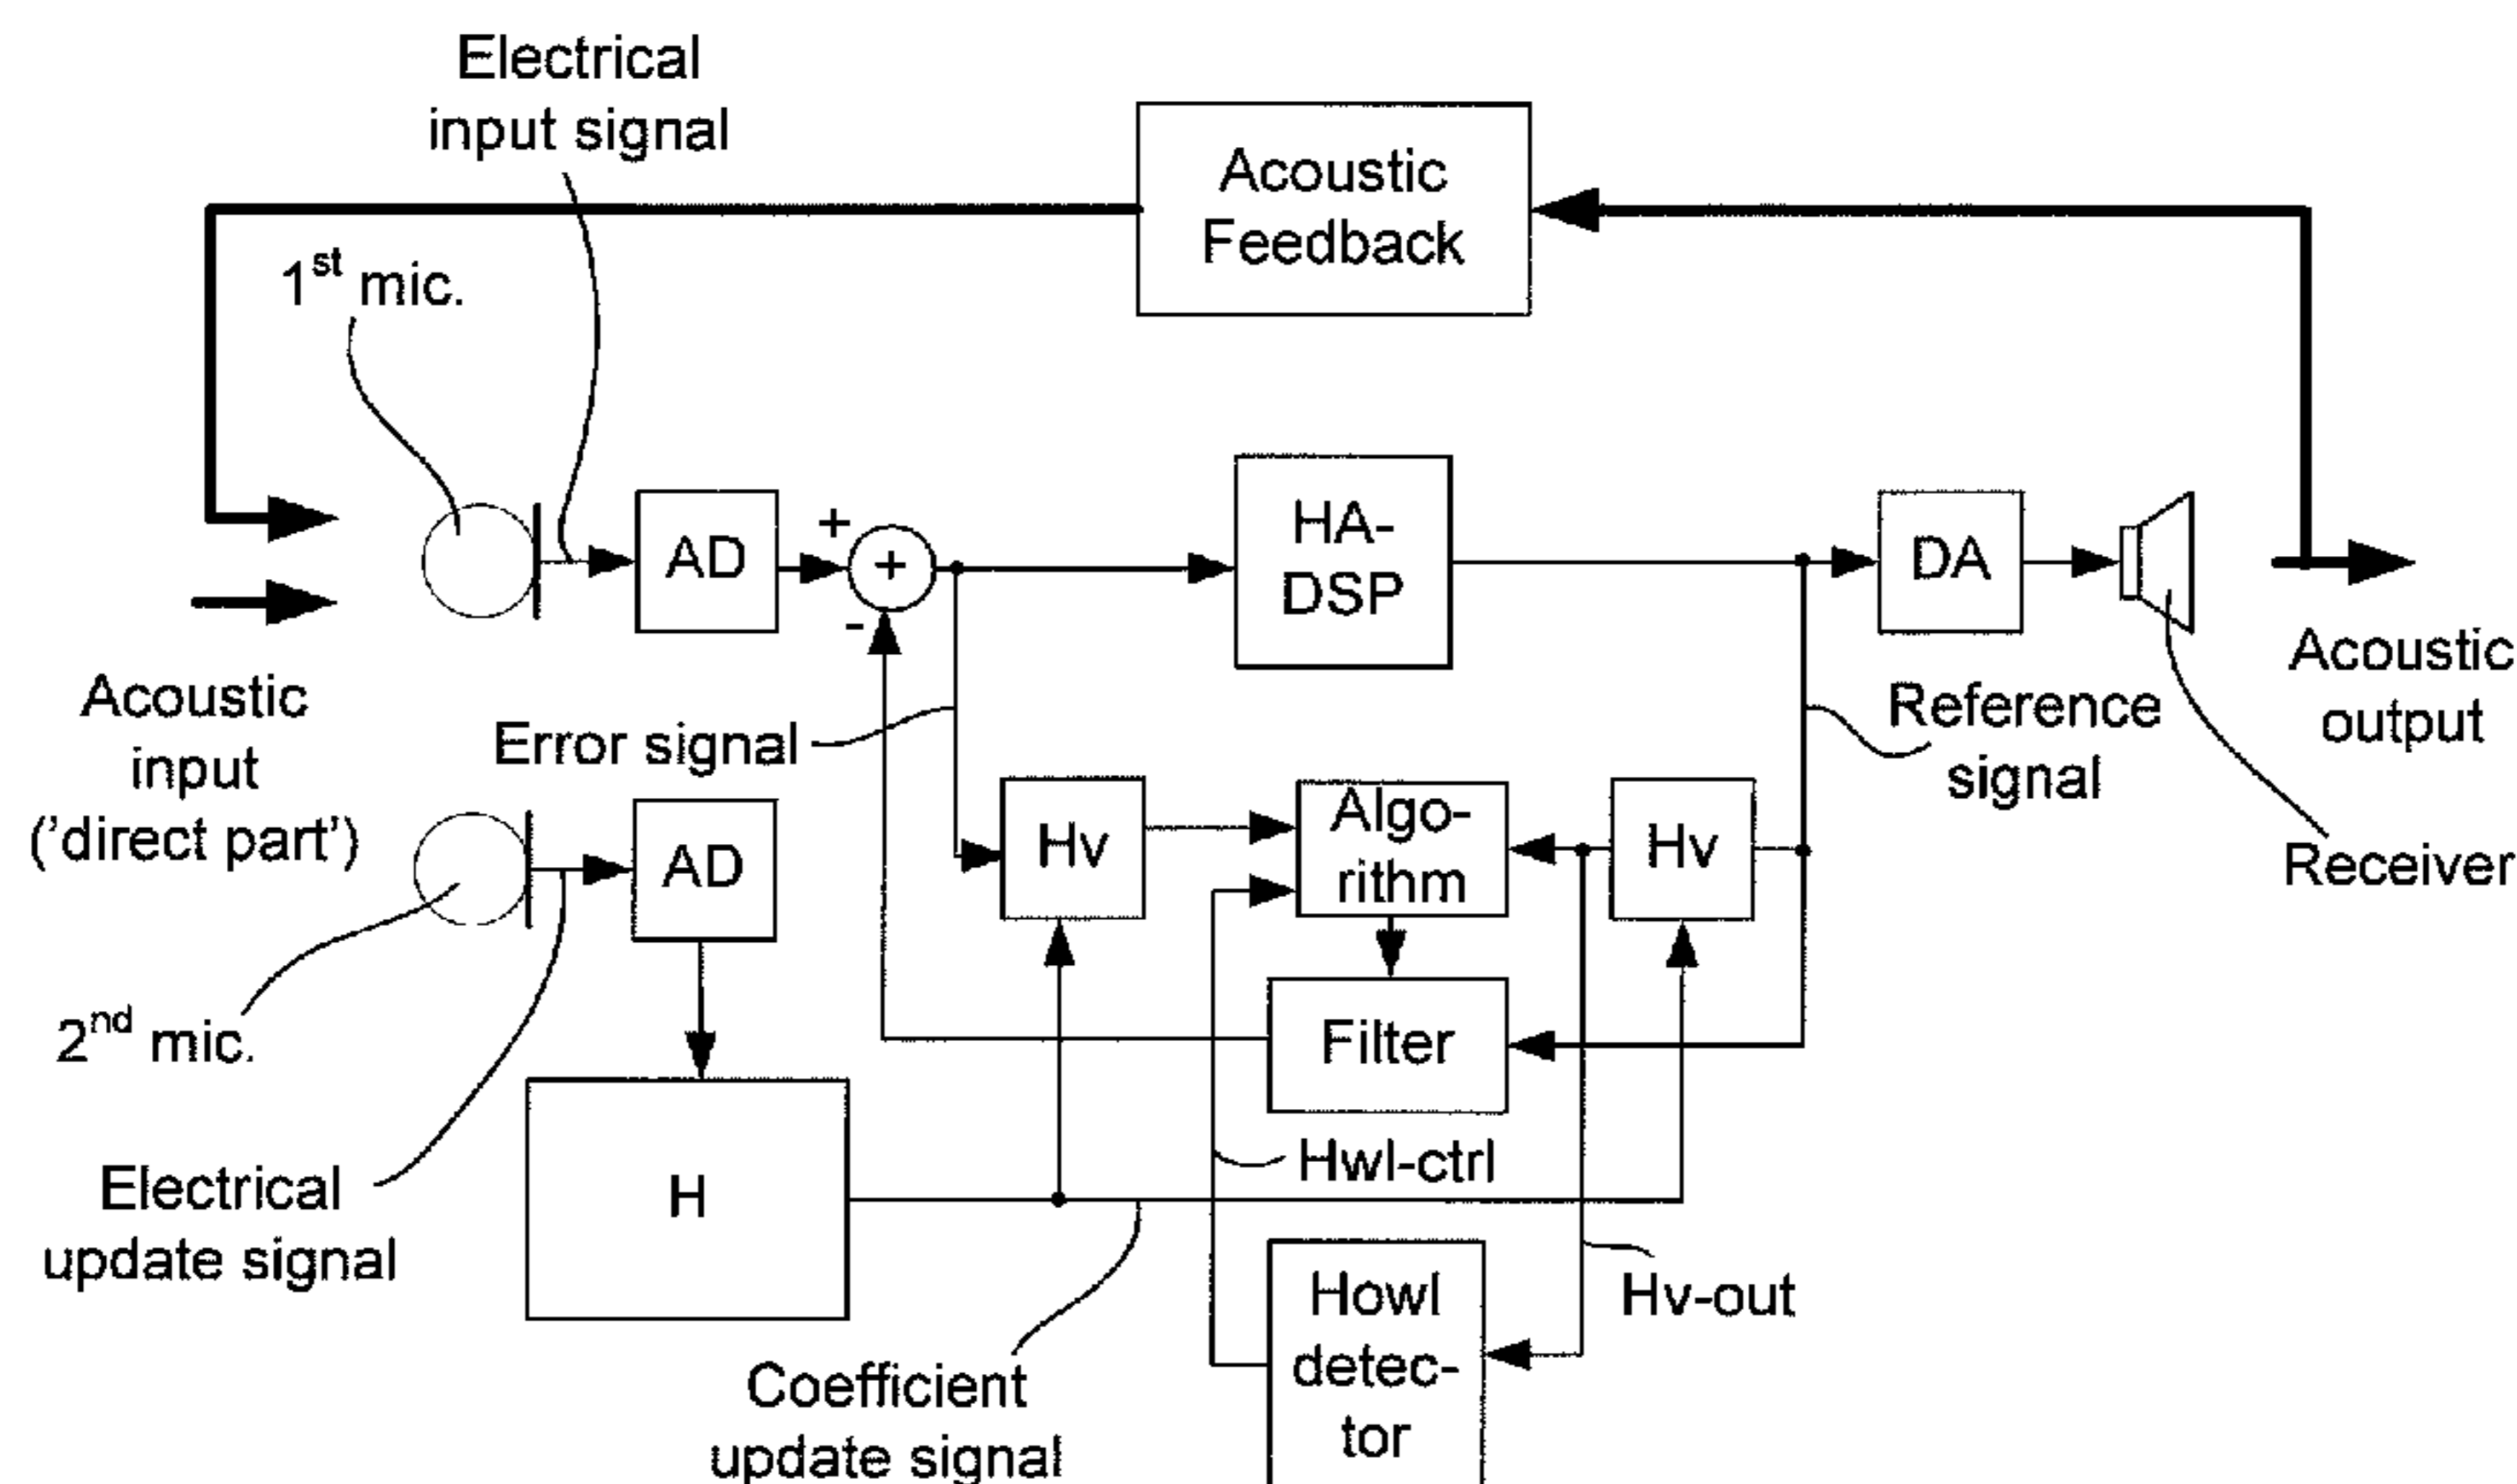 Electrical
input signal
Acoustic
Feedback
1st mic.
AD
+
+
-
HA-
DSP
DA
Acoustic
output
Acoustic
input
('direct part')
Error signal
Reference
signal
Receiver
AD
Hv
Algo-
rithm
Hv
2nd mic.
Filter
Electrical
update signal
H
Hwl-ctrl
Hv-out
Howl
detec-
tor
Coefficient
update signal